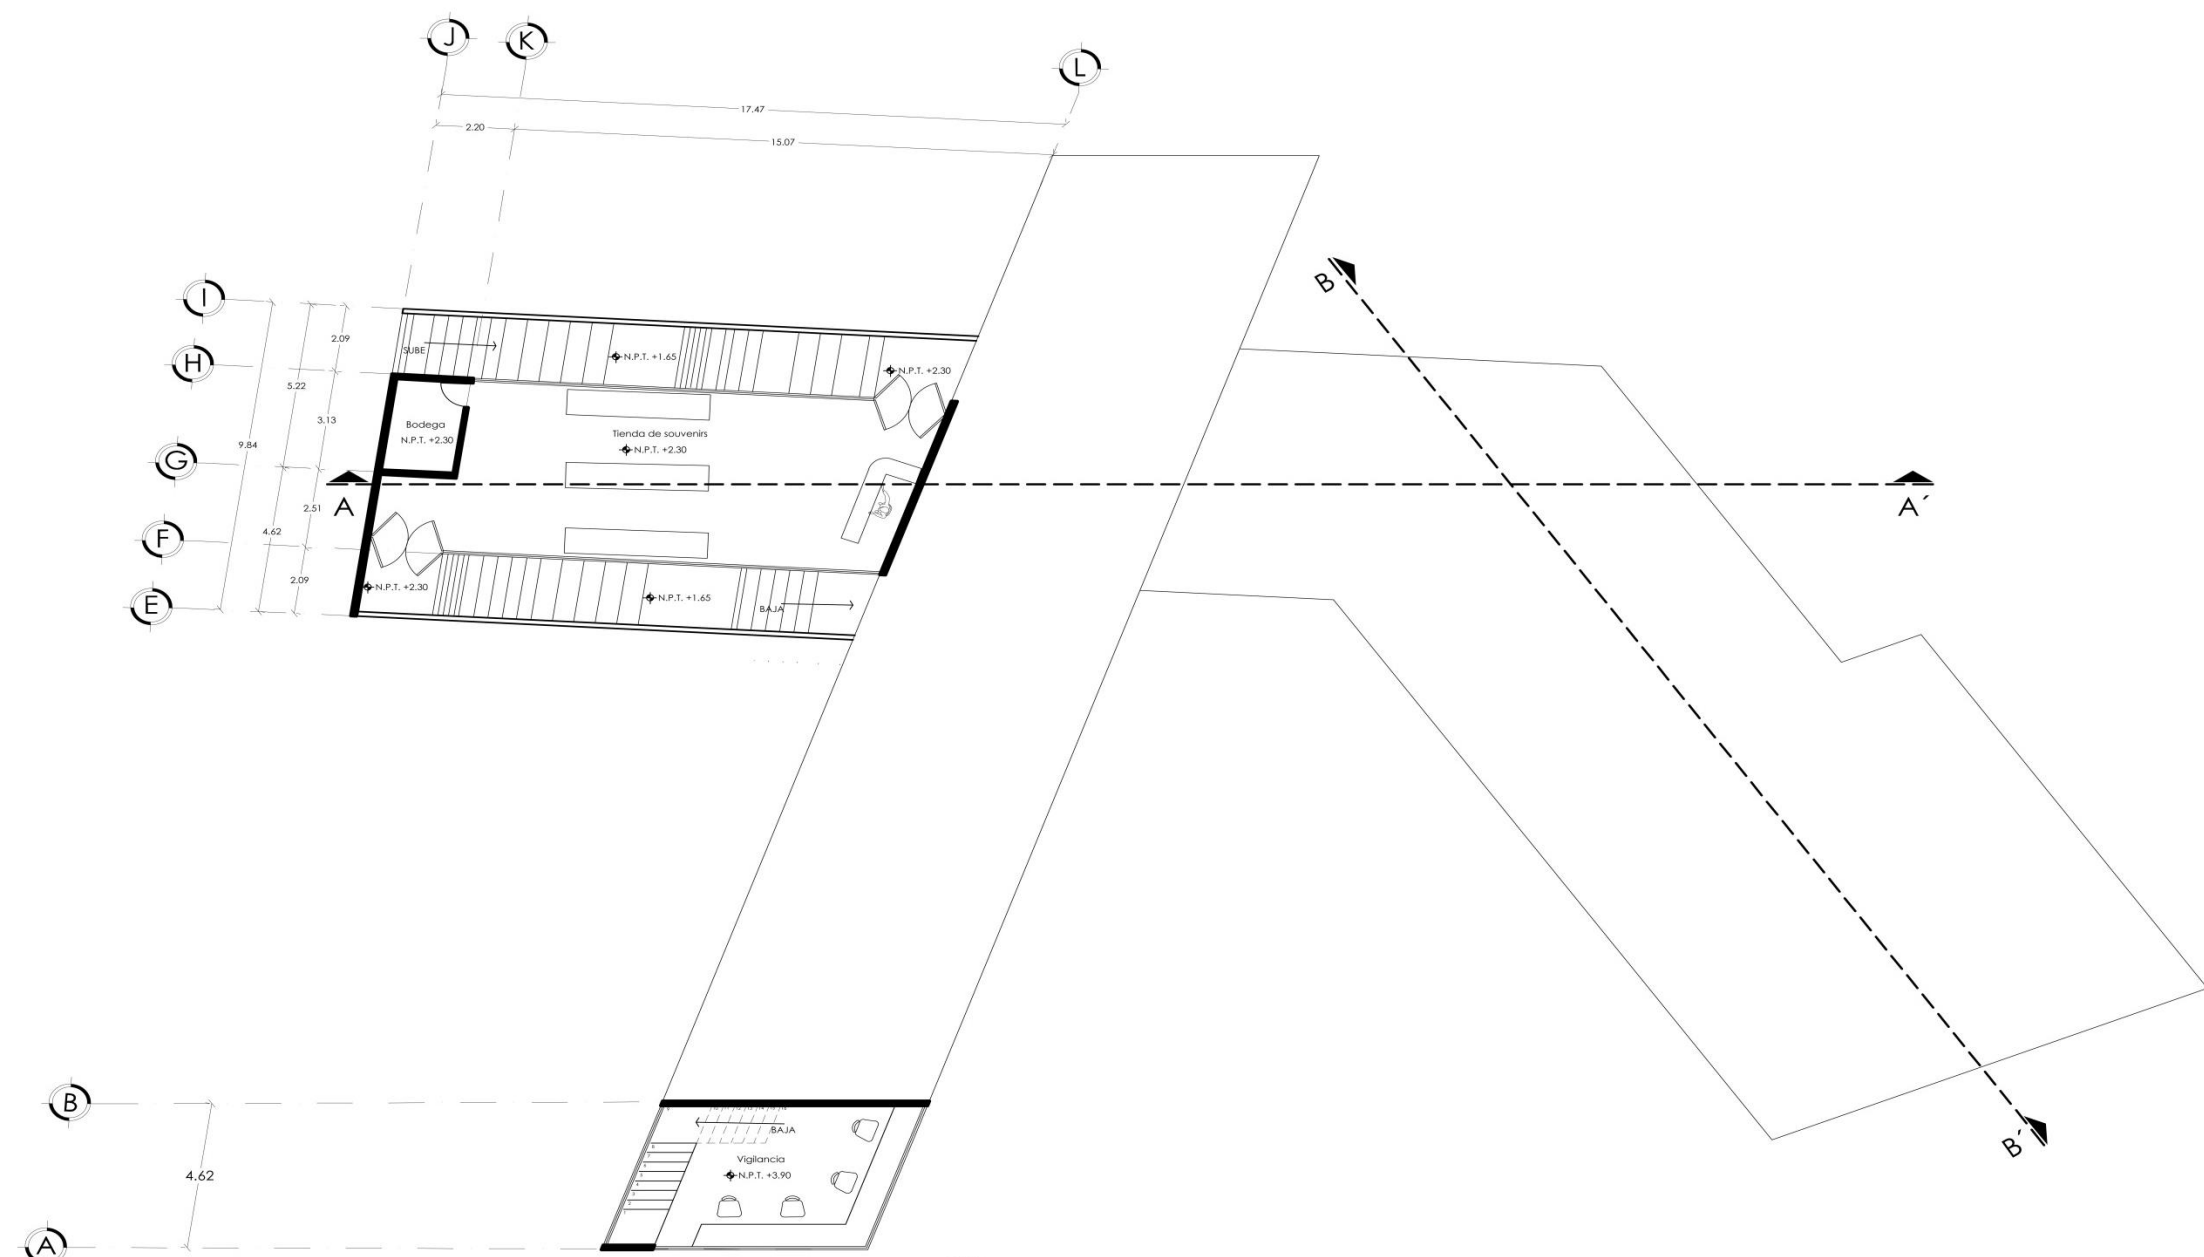 J
K
L
17.47
2.20
15.07
I
H
G
F
E
2.09
5.22
3.13
9.84
2.51
4.62
2.09
SUBE
N.P.T. +1.65
N.P.T. +2.30
Bodega
N.P.T. +2.30
Tienda de souvenirs
N.P.T. +2.30
A
A´
B
B´
N.P.T. +2.30
N.P.T. +1.65
BAJA
B
4.62
A
BAJA
Vigilancia
N.P.T. +3.90